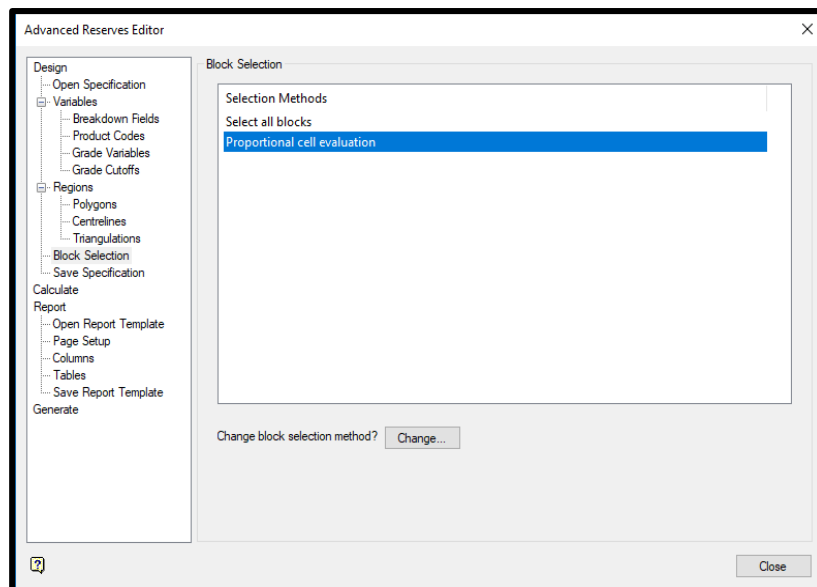 Advanced Reserves Editor
Design
Open Specification
Variables
Breakdown Fields
Product Codes
Grade Variables
Grade Cutoffs
Regions
Polygons
Centrelines
Triangulations
Block Selection
Save Specification
Calculate
Report
Open Report Template
Page Setup
Columns
Tables
Save Report Template
Generate
Block Selection
Selection Methods
Select all blocks
Proportional cell evaluation
Change block selection method?
Change...
?
Close